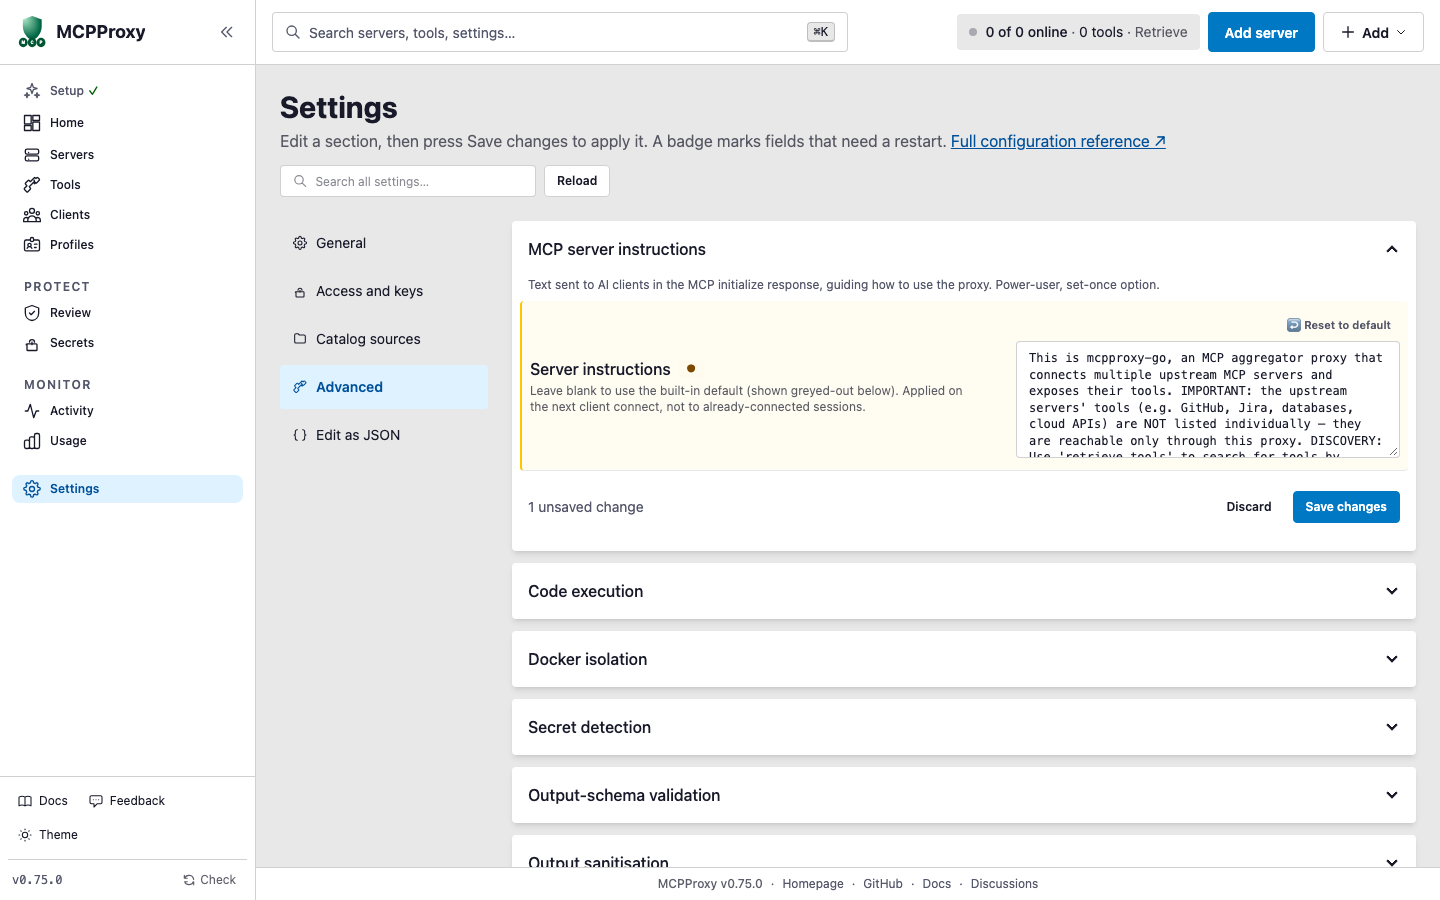 MCPProxy
Search servers, tools, settings...
⌘K
0 of 0 online · 0 tools · Retrieve
Add server
Add
Setup
Home
Servers
Tools
Clients
Profiles
PROTECT
Review
Secrets
MONITOR
Activity
Usage
Settings
Docs
Feedback
Theme
v0.75.0
Check
Settings
Edit a section, then press Save changes to apply it. A badge marks fields that need a restart. Full configuration reference ↗
Search all settings...
Reload
General
Access and keys
Catalog sources
Advanced
Edit as JSON
MCP server instructions
Text sent to AI clients in the MCP initialize response, guiding how to use the proxy. Power-user, set-once option.
Reset to default
Server instructions
Leave blank to use the built-in default (shown greyed-out below). Applied on
the next client connect, not to already-connected sessions.
This is mcpproxy-go, an MCP aggregator proxy that
connects multiple upstream MCP servers and
exposes their tools. IMPORTANT: the upstream
servers' tools (e.g. GitHub, Jira, databases,
cloud APIs) are NOT listed individually — they
are reachable only through this proxy. DISCOVERY:
Use 'retrieve_tools' to search for tools by
1 unsaved change
Discard
Save changes
Code execution
Docker isolation
Secret detection
Output-schema validation
Output sanitisation
MCPProxy v0.75.0 · Homepage · GitHub · Docs · Discussions